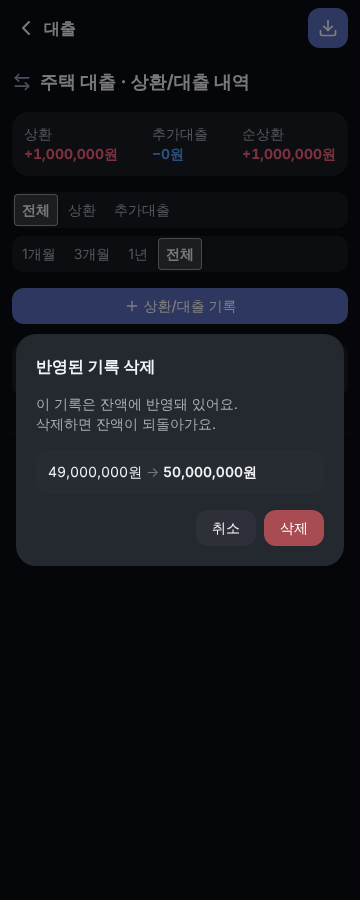 대출
주택 대출 · 상환/대출 내역
상환 추가대출 순상환
+1,000,000원 −0원 +1,000,000원
전체 상환 추가대출
1개월 3개월 1년 전체
+ 상환/대출 기록
반영된 기록 삭제
이 기록은 잔액에 반영돼 있어요.
삭제하면 잔액이 되돌아가요.
49,000,000원 → 50,000,000원
취소 삭제